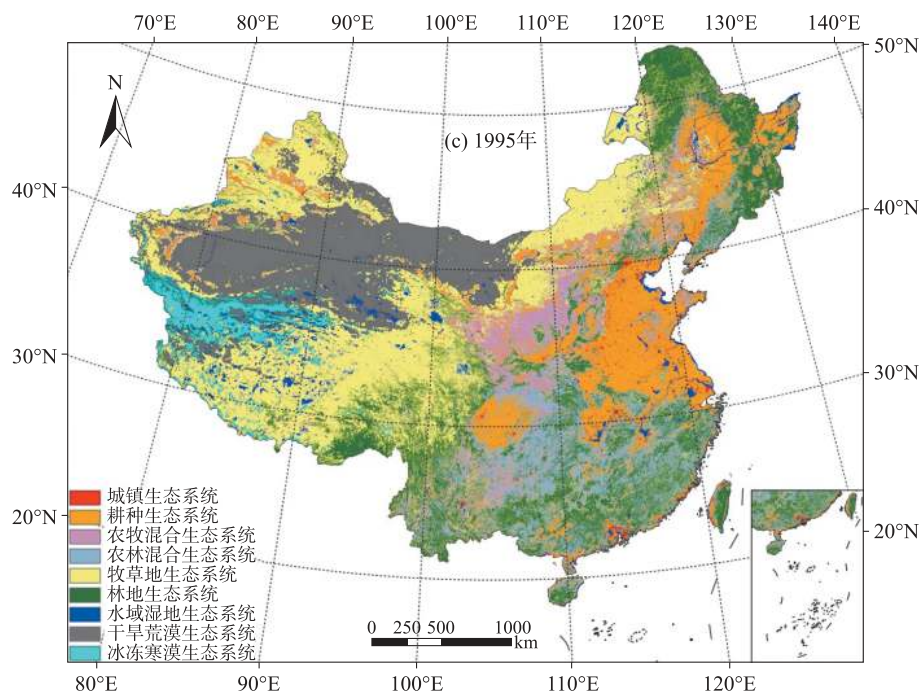 70°E 80°E 90°E 100°E 110°E 120°E 130°E 140°E
50°N
N
(c) 1995年
40°N
40°N
30°N
30°N
20°N
20°N
城镇生态系统
耕种生态系统
农牧混合生态系统
农林混合生态系统
牧草地生态系统
林地生态系统
水域湿地生态系统
干旱荒漠生态系统
冰冻寒漠生态系统
0 250 500 1000
km
80°E 90°E 100°E 110°E 120°E